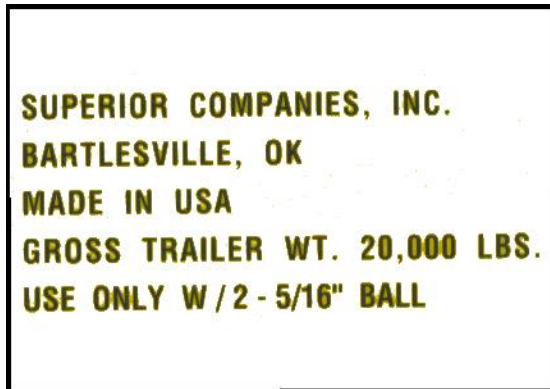 SUPERIOR COMPANIES, INC.
BARTLESVILLE, OK
MADE IN USA
GROSS TRAILER WT. 20,000 LBS.
USE ONLY W / 2 - 5/16" BALL